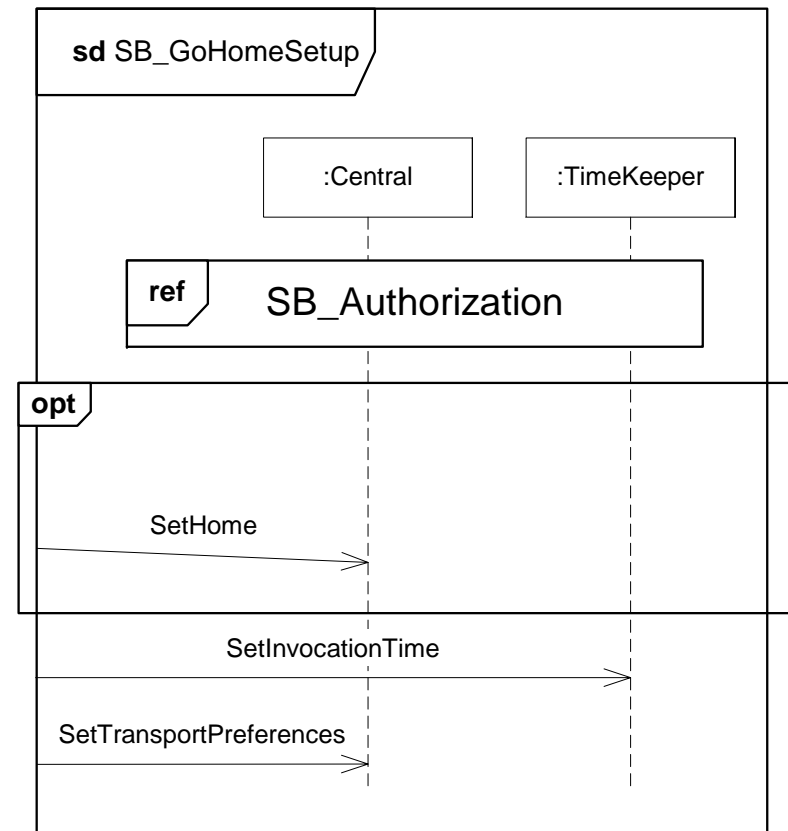 sd SB_GoHomeSetup
:Central :TimeKeeper
ref SB_Authorization
opt
SetHome
SetInvocationTime
SetTransportPreferences